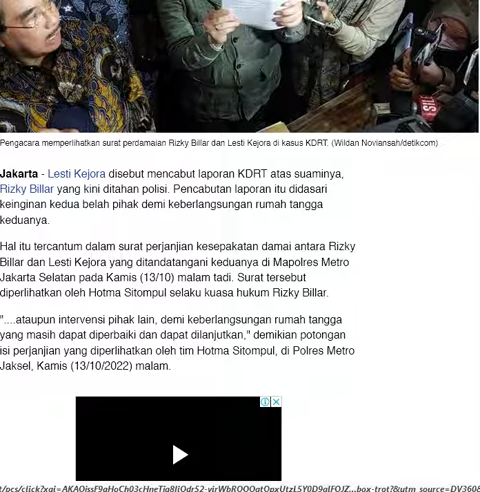 SIL
Pengacara memperlihatkan surat perdamaian Rizky Billar dan Lesti Kejora di kasus KDRT. (Wildan Noviansah/detikcom)
Jakarta - Lesti Kejora disebut mencabut laporan KDRT atas suaminya,
Rizky Billar yang kini ditahan polisi. Pencabutan laporan itu didasari
keinginan kedua belah pihak demi keberlangsungan rumah tangga
keduanya.
Hal itu tercantum dalam surat perjanjian kesepakatan damai antara Rizky
Billar dan Lesti Kejora yang ditandatangani keduanya di Mapolres Metro
Jakarta Selatan pada Kamis (13/10) malam tadi. Surat tersebut
diperlihatkan oleh Hotma Sitompul selaku kuasa hukum Rizky Billar.
"....ataupun intervensi pihak lain, demi keberlangsungan rumah tangga
yang masih dapat diperbaiki dan dapat dilanjutkan," demikian potongan
isi perjanjian yang diperlihatkan oleh tim Hotma Sitompul, di Polres Metro
Jaksel, Kamis (13/10/2022) malam.